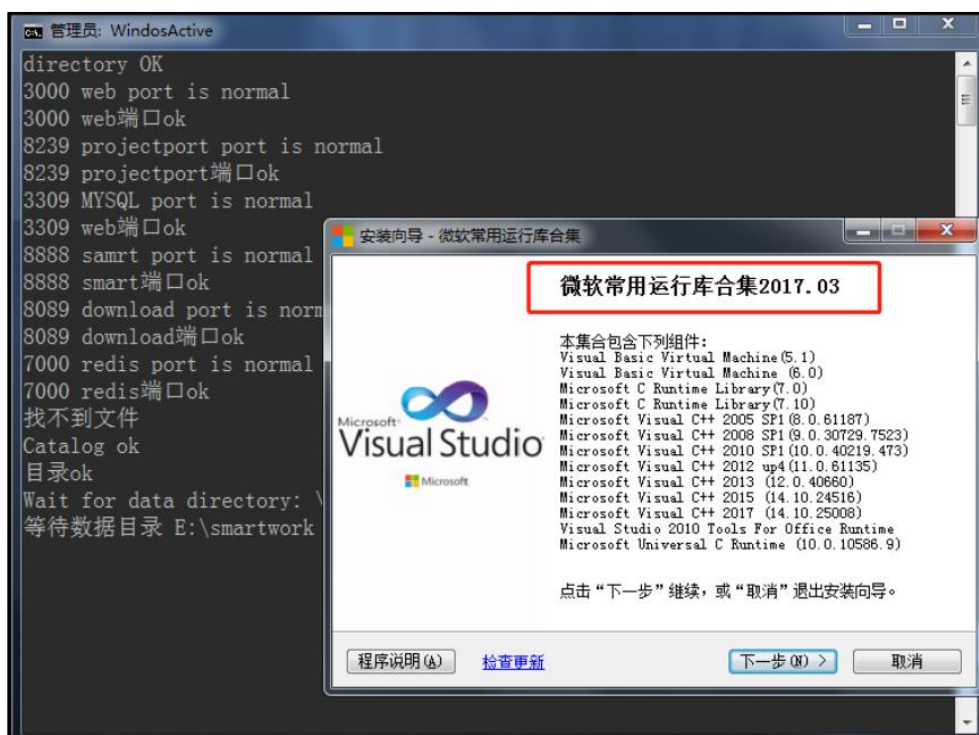 管理员: WindosActive
directory OK
3000 web port is normal
3000 web端口ok
8239 projectport port is normal
8239 projectport端口ok
3309 MYSQL port is normal
3309 web端口ok
8888 samrt port is normal
8888 smart端口ok
8089 download port is norm
8089 download端口ok
7000 redis port is normal
7000 redis端口ok
找不到文件
Catalog ok
目录ok
Wait for data directory: \
等待数据目录 E:\smartwork
安装向导 - 微软常用运行库合集
微软常用运行库合集2017.03
本集合包含下列组件:
Visual Basic Virtual Machine(5.1)
Visual Basic Virtual Machine (6.0)
Microsoft C Runtime Library(7.0)
Microsoft C Runtime Library(7.10)
Microsoft Visual C++ 2005 SP1(8.0.61187)
Microsoft Visual C++ 2008 SP1(9.0.30729.7523)
Microsoft Visual C++ 2010 SP1(10.0.40219.473)
Microsoft Visual C++ 2012 up4(11.0.61135)
Microsoft Visual C++ 2013 (12.0.40660)
Microsoft Visual C++ 2015 (14.10.24516)
Microsoft Visual C++ 2017 (14.10.25008)
Visual Studio 2010 Tools For Office Runtime
Microsoft Universal C Runtime (10.0.10586.9)
Microsoft
Visual Studio
Microsoft
点击“下一步”继续，或“取消”退出安装向导。
程序说明(A)
检查更新
下一步(N) >
取消